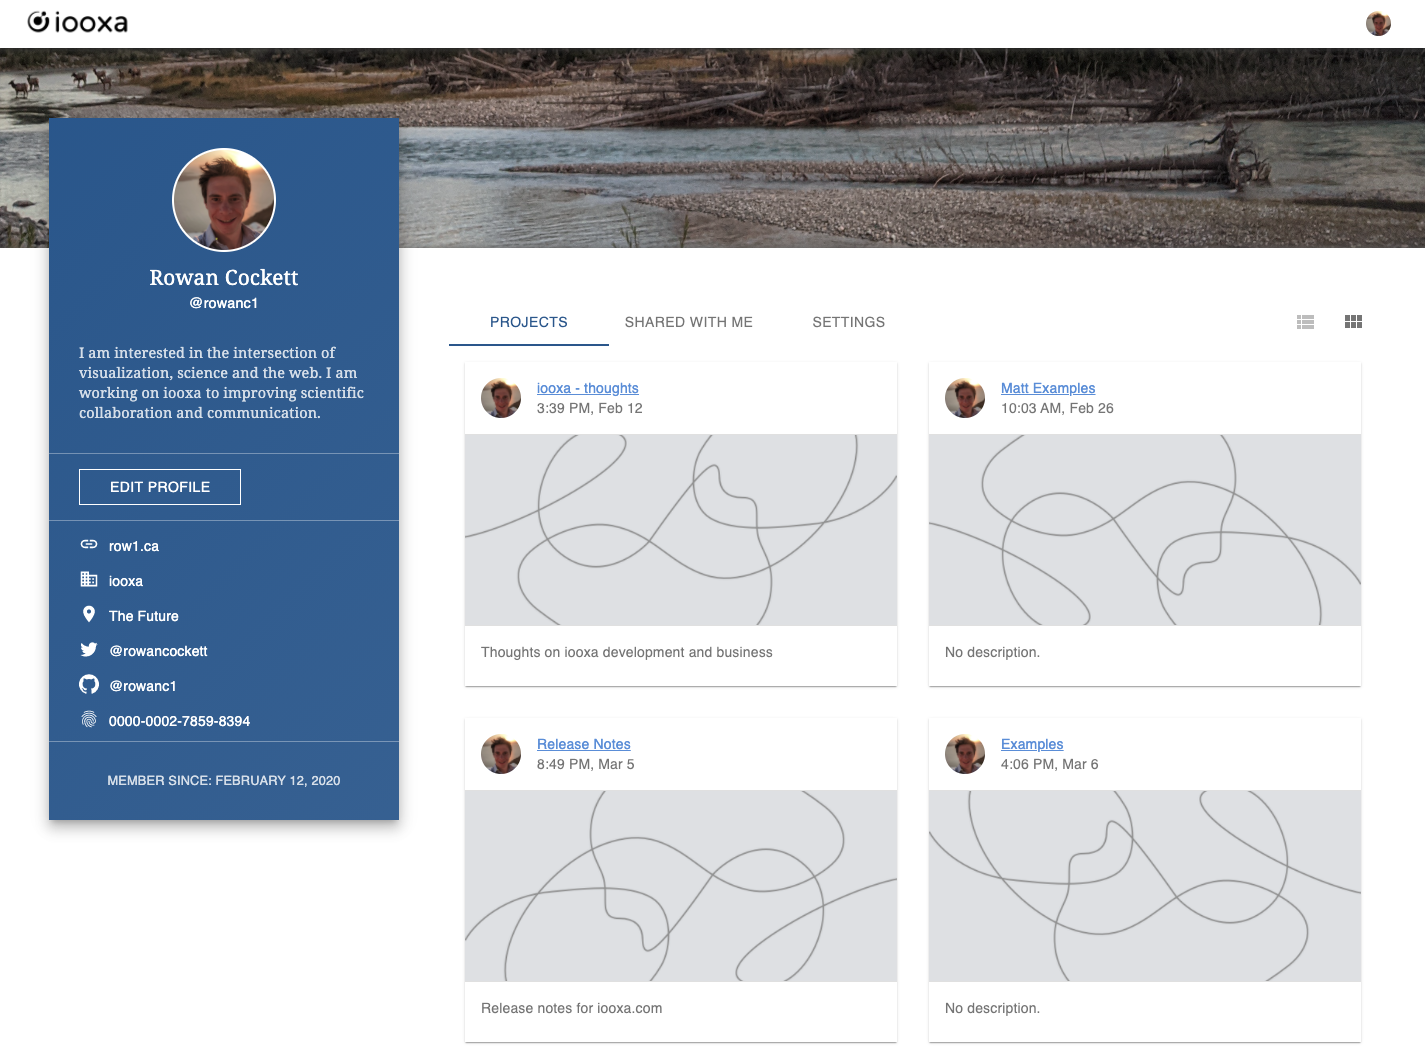 iooxa
Rowan Cockett
@rowanc1
I am interested in the intersection of
visualization, science and the web. I am
working on iooxa to improving scientific
collaboration and communication.
EDIT PROFILE
row1.ca
iooxa
The Future
@rowancockett
@rowanc1
0000-0002-7859-8394
MEMBER SINCE: FEBRUARY 12, 2020
PROJECTS
SHARED WITH ME
SETTINGS
iooxa - thoughts
3:39 PM, Feb 12
Thoughts on iooxa development and business
Matt Examples
10:03 AM, Feb 26
No description.
Release Notes
8:49 PM, Mar 5
Release notes for iooxa.com
Examples
4:06 PM, Mar 6
No description.